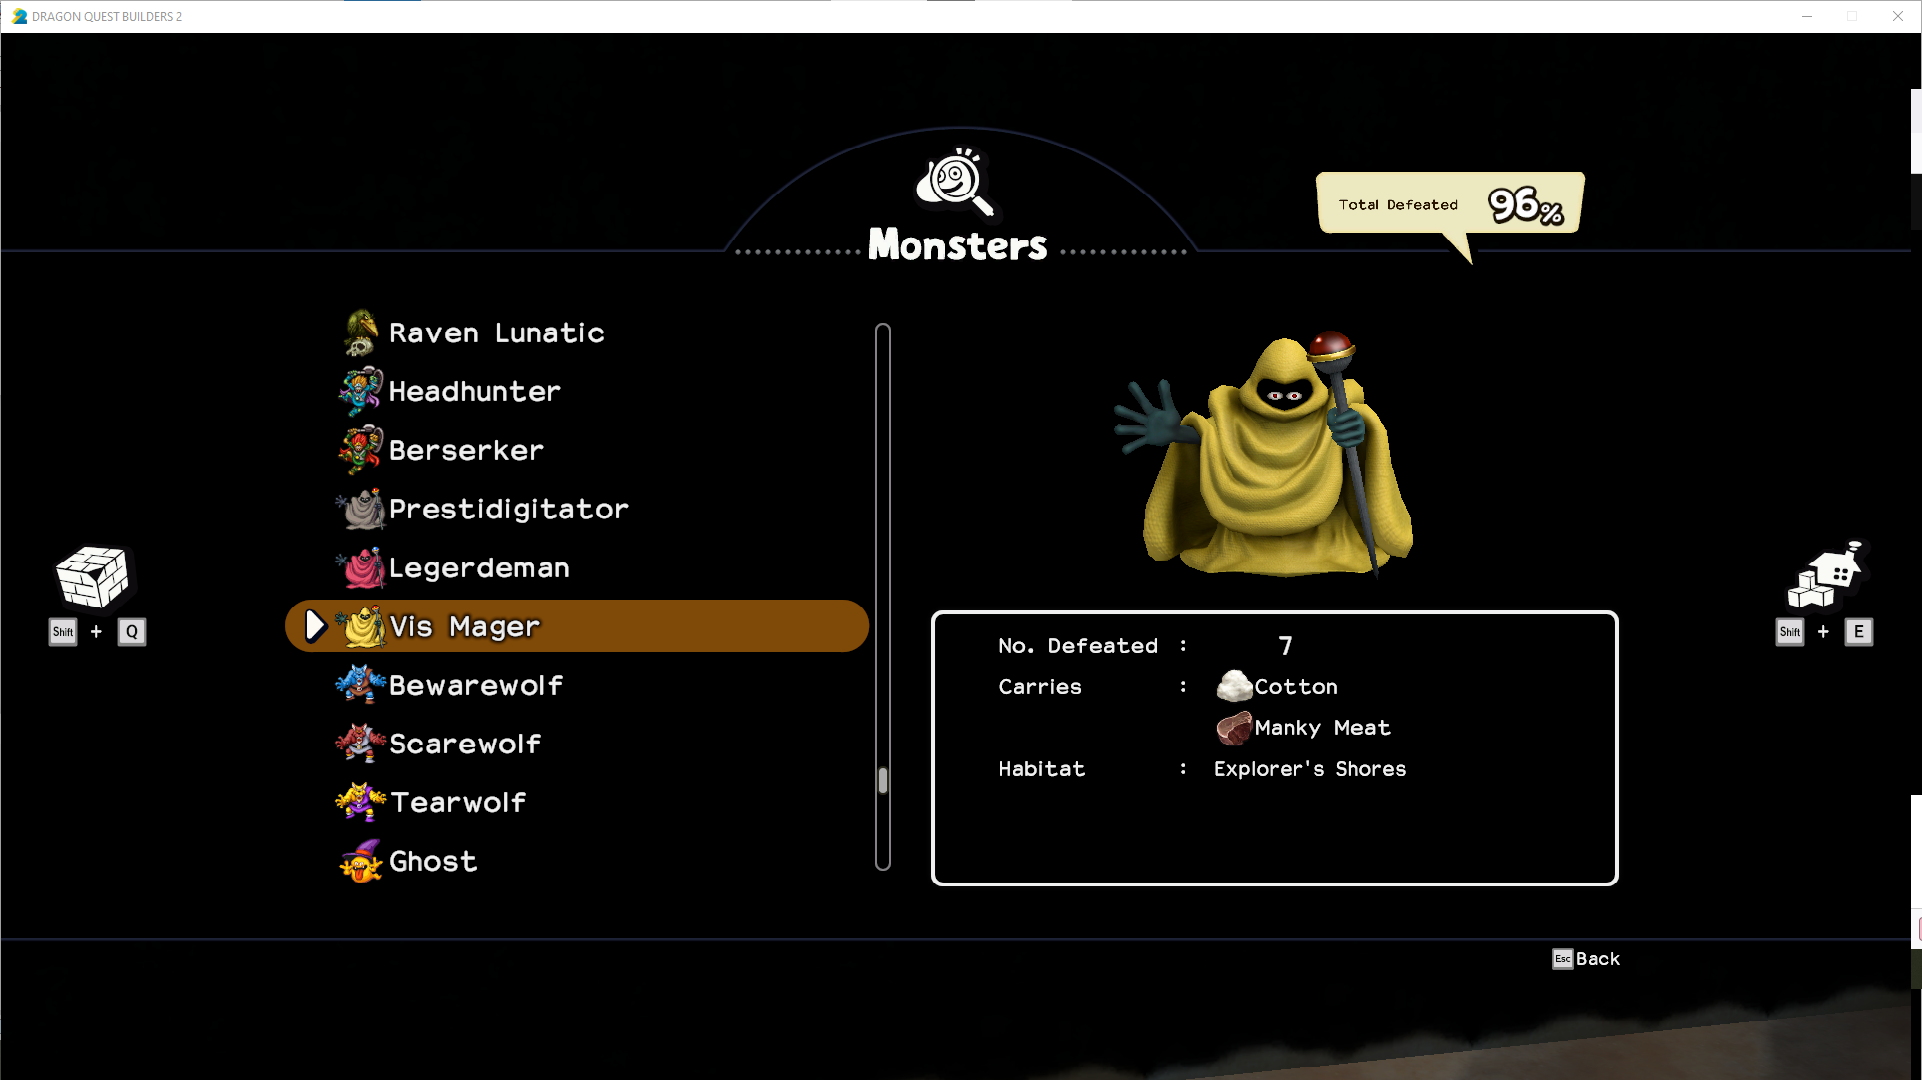 DRAGON QUEST BUILDERS 2
Total Defeated 96%
Monsters
Raven Lunatic
Headhunter
Berserker
Prestidigitator
Legerdeman
Vis Mager
Bewarewolf
Scarewolf
Tearwolf
Ghost
No. Defeated : 7
Carries : Cotton
Manky Meat
Habitat : Explorer's Shores
Shift + Q
Shift + E
Esc Back